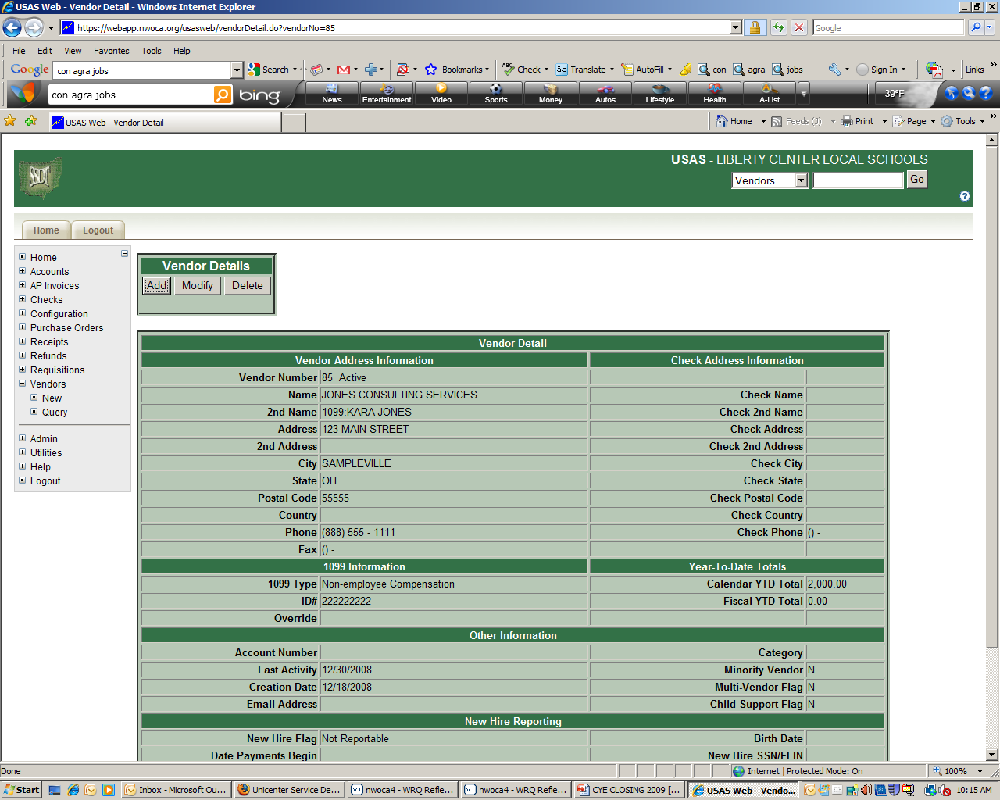 USAS Web - Vendor Detail - Windows Internet Explorer
https://webapp.nwoca.org/usasweb/vendorDetail.do?vendorNo=85
Google
File Edit View Favorites Tools Help
Google con agra jobs Search Bookmarks Check Translate AutoFill con agra jobs Sign In Links
con agra jobs bing News Entertainment Video Sports Money Autos Lifestyle Health A-List 39°F
USAS Web - Vendor Detail Home Feeds (J) Print Page Tools
SSDT
USAS - LIBERTY CENTER LOCAL SCHOOLS
Vendors Go
Home Logout
Home
Accounts
AP Invoices
Checks
Configuration
Purchase Orders
Receipts
Refunds
Requisitions
Vendors
New
Query
Admin
Utilities
Help
Logout
Vendor Details
Add Modify Delete
Vendor Detail
Vendor Address Information Check Address Information
Vendor Number 85 Active
Name JONES CONSULTING SERVICES Check Name
2nd Name 1099:KARA JONES Check 2nd Name
Address 123 MAIN STREET Check Address
2nd Address Check 2nd Address
City SAMPLEVILLE Check City
State OH Check State
Postal Code 55555 Check Postal Code
Country Check Country
Phone (888) 555 - 1111 Check Phone () -
Fax () -
1099 Information Year-To-Date Totals
1099 Type Non-employee Compensation Calendar YTD Total 2,000.00
ID# 222222222 Fiscal YTD Total 0.00
Override
Other Information
Account Number Category
Last Activity 12/30/2008 Minority Vendor N
Creation Date 12/18/2008 Multi-Vendor Flag N
Email Address Child Support Flag N
New Hire Reporting
New Hire Flag Not Reportable Birth Date
Date Payments Begin New Hire SSN/FEIN
Done Internet | Protected Mode: On 100%
Start Inbox - Microsoft Ou... Unicenter Service De... nwoca4 - WRQ Refle... nwoca4 - WRQ Refle... CYE CLOSING 2009 [... USAS Web - Vendo... 10:15 AM